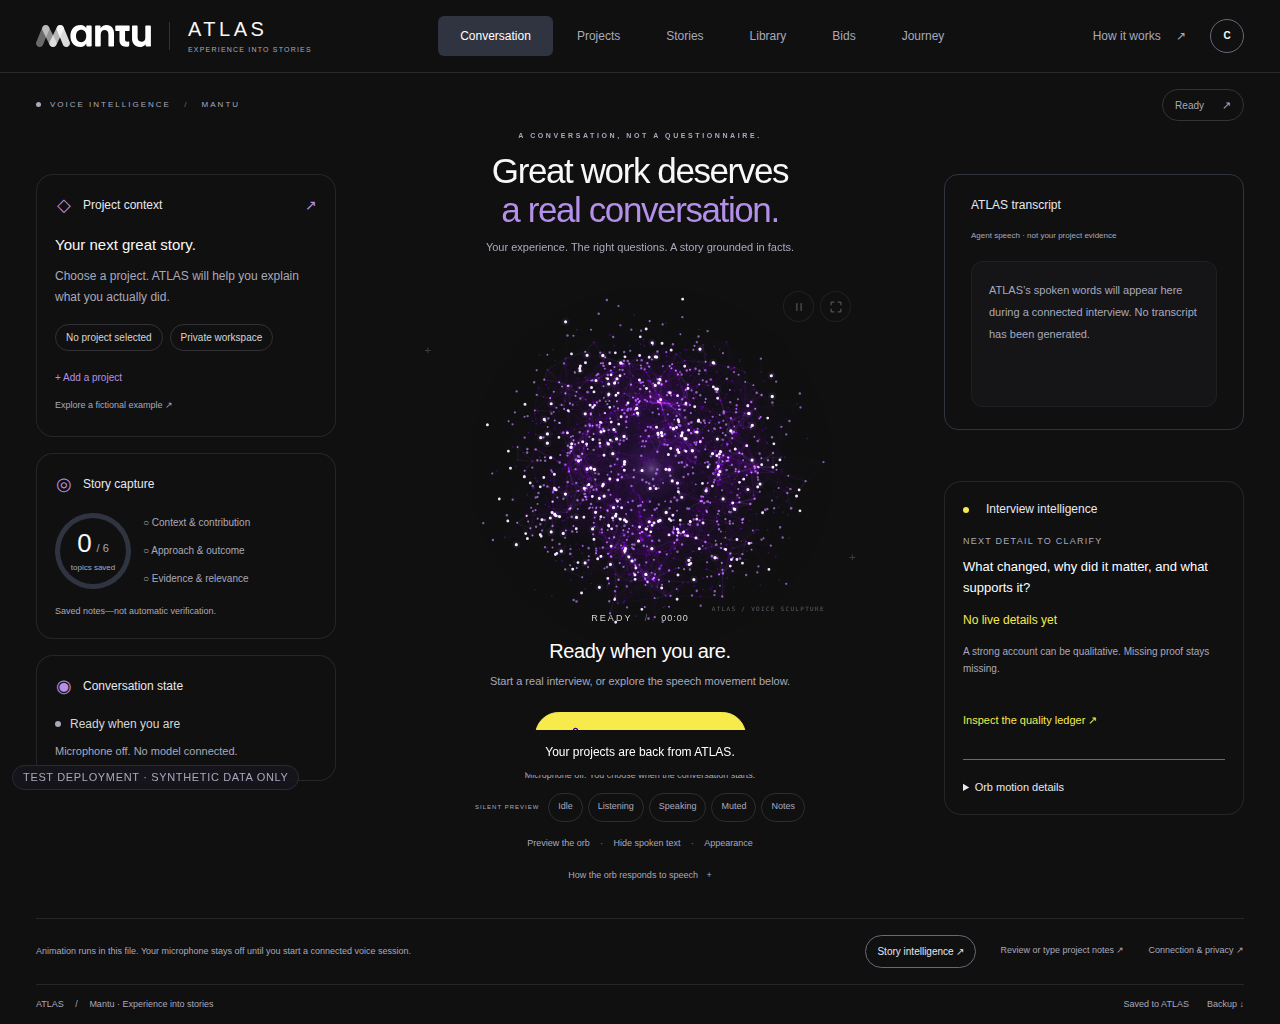 mantu
ATLAS
EXPERIENCE INTO STORIES
Conversation
Projects
Stories
Library
Bids
Journey
How it works ↗
C
VOICE INTELLIGENCE / MANTU
Ready ↗
A CONVERSATION, NOT A QUESTIONNAIRE.
Great work deserves
a real conversation.
Your experience. The right questions. A story grounded in facts.
Project context ↗
Your next great story.
Choose a project. ATLAS will help you explain
what you actually did.
No project selected
Private workspace
+ Add a project
Explore a fictional example ↗
Story capture
0 / 6
topics saved
○ Context & contribution
○ Approach & outcome
○ Evidence & relevance
Saved notes—not automatic verification.
Conversation state
Ready when you are
Microphone off. No model connected.
TEST DEPLOYMENT · SYNTHETIC DATA ONLY
ATLAS / VOICE SCULPTURE
READY / 00:00
Ready when you are.
Start a real interview, or explore the speech movement below.
Your projects are back from ATLAS.
Microphone off. You choose when the conversation starts.
SILENT PREVIEW
Idle
Listening
Speaking
Muted
Notes
Preview the orb · Hide spoken text · Appearance
How the orb responds to speech +
ATLAS transcript
Agent speech · not your project evidence
ATLAS's spoken words will appear here
during a connected interview. No transcript
has been generated.
Interview intelligence
NEXT DETAIL TO CLARIFY
What changed, why did it matter, and what
supports it?
No live details yet
A strong account can be qualitative. Missing proof stays
missing.
Inspect the quality ledger ↗
▶ Orb motion details
Animation runs in this file. Your microphone stays off until you start a connected voice session.
Story intelligence ↗
Review or type project notes ↗
Connection & privacy ↗
ATLAS / Mantu · Experience into stories
Saved to ATLAS
Backup ↓